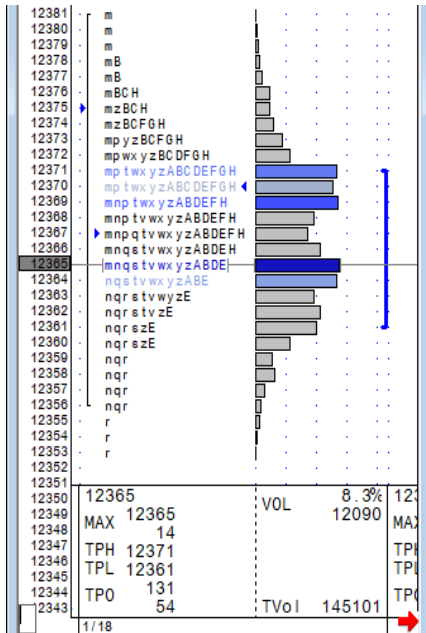 12381 m
12380 m
12379 m
12378 mB
12377 mB
12376 mBCH
12375 mzBCH
12374 mzBCFGH
12373 mpyzBCFGH
12372 mpwxyzBCDFGH
12371 mptwxyzABCDEFGH
12370 mptwxyzABCDEFGH
12369 mnptwxyzABDEFH
12368 mnptvwxyzABDEFGH
12367 mnpqtvwxyzABDEFH
12366 mnqstvwxyzABDEH
12365 mnqstvwxyzABDE
12364 nqstvwxyzABE
12363 nqrstvwyzE
12362 nqrstvzE
12361 nqrszE
12360 nqrszE
12359 nqr
12358 nqr
12357 nqr
12356 nqr
12355 r
12354 r
12353 r
12352
12351
12350 12365 VOL 8.3%
12349 MAX 12365 12090 MA
12348 14
12347 TPH 12371
12346 TPL 12361
12345
12344 TPO 131
12343 54 TVol 145101
1/18